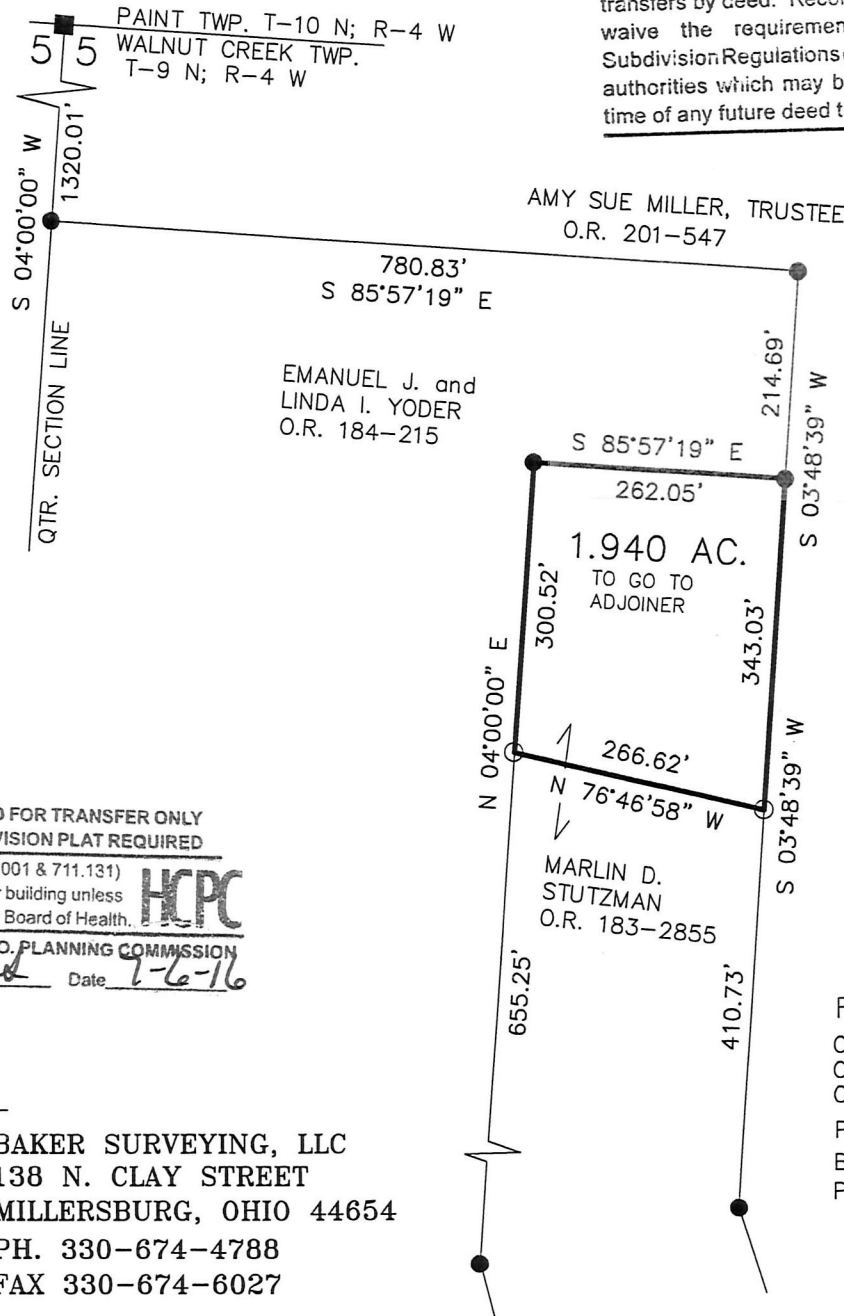 PAINT TWP. T-10 N; R-4 W
5 5
WALNUT CREEK TWP.
T-9 N; R-4 W
transfers by deed.
waive the
Subdivision Regulations
authorities which may
time of any future deed
S 04°00'00" W
1320.01'
AMY SUE MILLER, TRUSTEE
O.R. 201-547
780.83'
S 85°57'19" E
QTR. SECTION LINE
EMANUEL J. and
LINDA I. YODER
O.R. 184-215
214.69'
S 03°48'39" W
S 85°57'19" E
262.05'
1.940 AC.
TO GO TO
ADJOINER
300.52'
N 04°00'00" E
343.03'
S 03°48'39" W
266.62'
N 76°46'58" W
MARLIN D.
STUTZMAN
O.R. 183-2855
655.25'
410.73'
FOR TRANSFER ONLY
PLAT REQUIRED
001 & 711.131)
building unless
Board of Health.
HCPC
PLANNING COMMISSION
Date
BAKER SURVEYING, LLC
138 N. CLAY STREET
MILLERSBURG, OHIO 44654
PH. 330-674-4788
FAX 330-674-6027